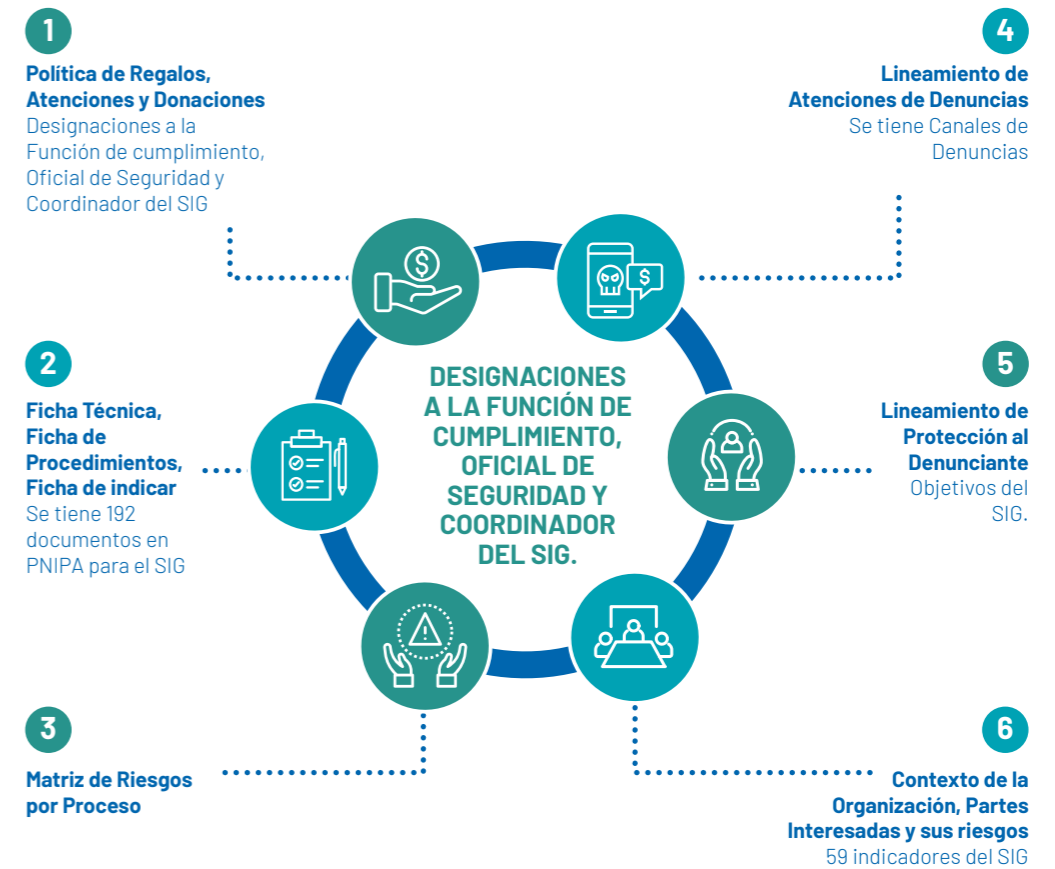 1
Política de Regalos,
Atenciones y Donaciones
Designaciones a la
Función de cumplimiento,
Oficial de Seguridad y
Coordinador del SIG
2
Ficha Técnica,
Ficha de
Procedimientos,
Ficha de indicar
Se tiene 192
documentos en
PNIPA para el SIG
3
Matriz de Riesgos
por Proceso
DESIGNACIONES
A LA FUNCIÓN DE
CUMPLIMIENTO,
OFICIAL DE
SEGURIDAD Y
COORDINADOR
DEL SIG.
$
$
4
Lineamiento de
Atenciones de Denuncias
Se tiene Canales de
Denuncias
5
Lineamiento de
Protección al
Denunciante
Objetivos del
SIG.
6
Contexto de la
Organización, Partes
Interesadas y sus riesgos
59 indicadores del SIG